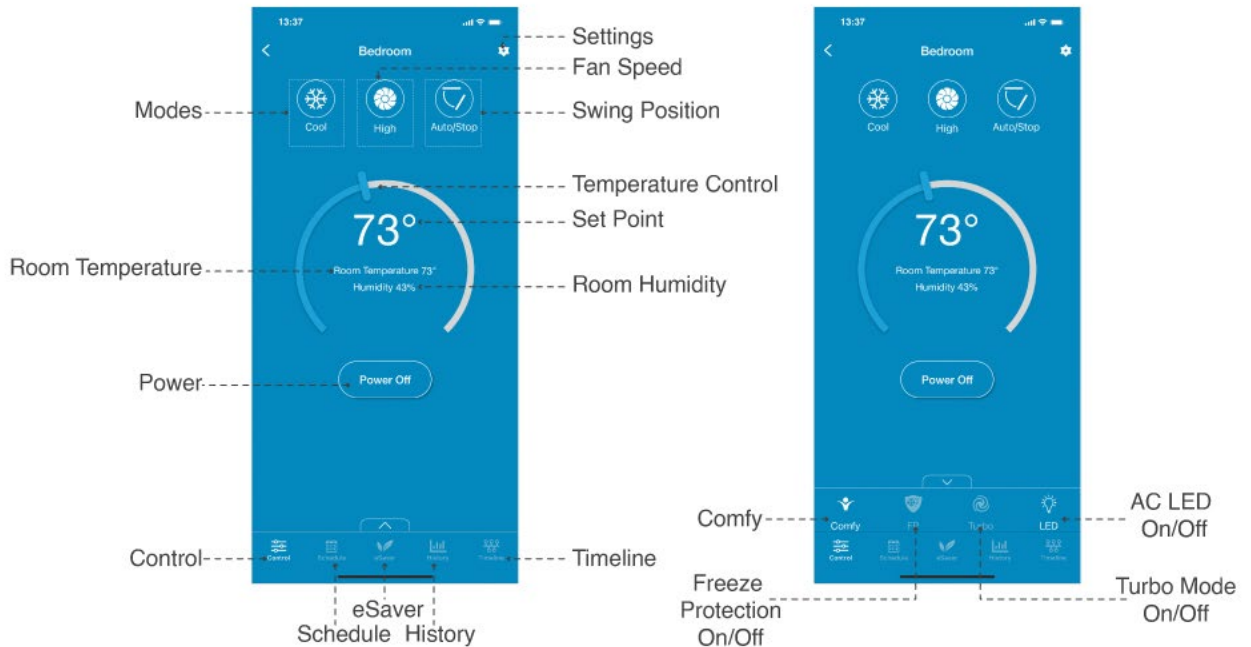 13:37
Bedroom
Settings
Fan Speed
Modes
Cool
High
Auto/Stop
Swing Position
Temperature Control
73°
Set Point
Room Temperature
Room Temperature 73°
Humidity 43%
Room Humidity
Power
Power Off
Control
Control
Schedule
eSaver
History
Timeline
Timeline
eSaver
Schedule
History
13:37
Bedroom
Cool
High
Auto/Stop
73°
Room Temperature 73°
Humidity 43%
Power Off
Comfy
Comfy
FP
Turbo
LED
AC LED
On/Off
Control
Schedule
eSaver
History
Timeline
Freeze
Protection
On/Off
Turbo Mode
On/Off